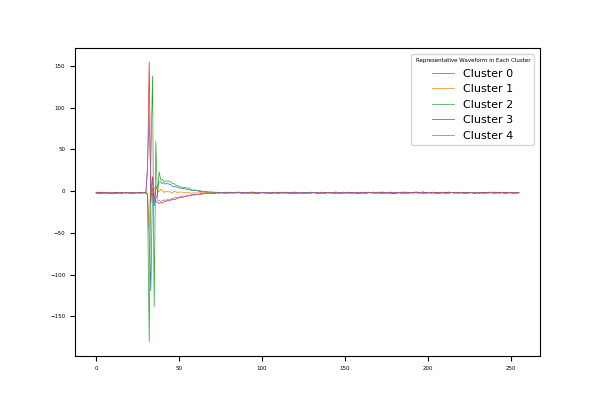 Representative Waveform in Each Cluster
Cluster 0
Cluster 1
Cluster 2
Cluster 3
Cluster 4
150
100
50
0
−50
−100
−150
0 50 100 150 200 250